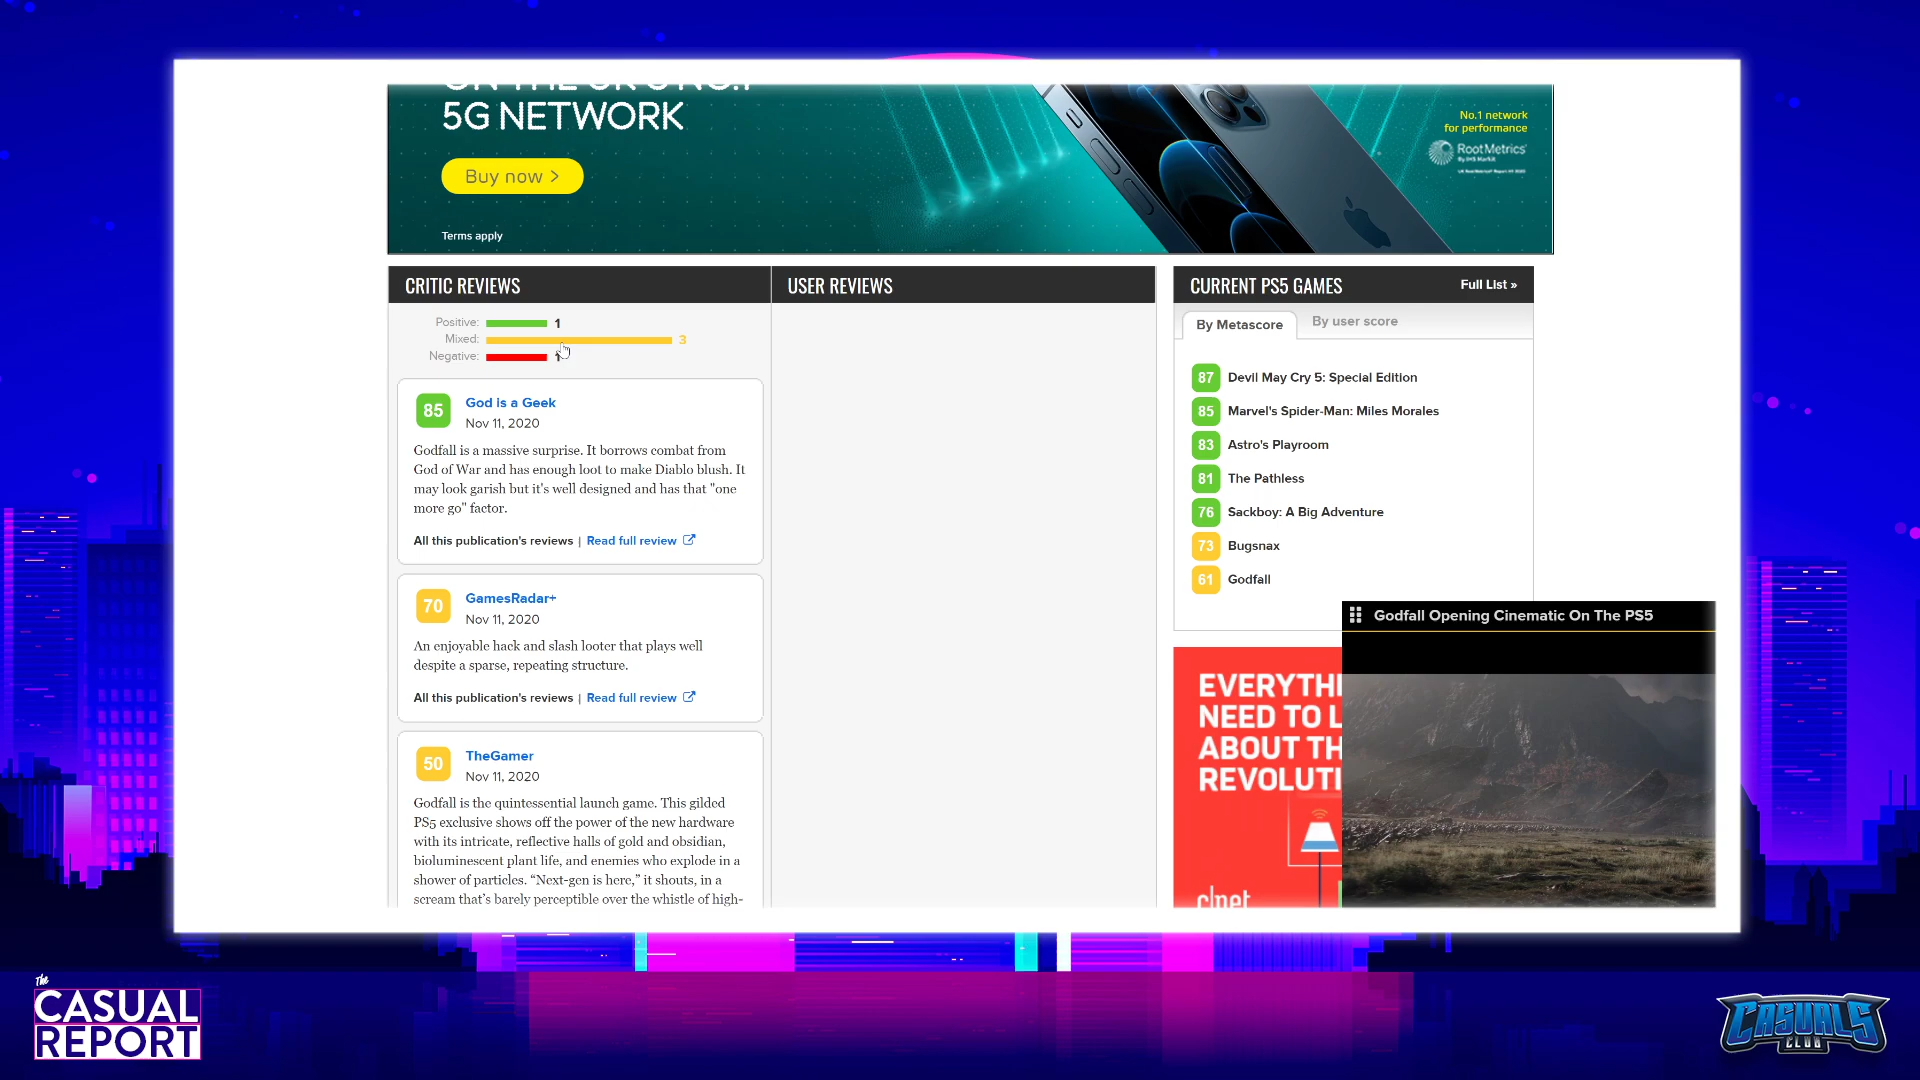 5G NETWORK
Buy now >
Terms apply
No.1 network
for performance
RootMetrics®
By IHS Markit
UK RootMetrics® Report H1 2020
CRITIC REVIEWS
Positive: 1
Mixed: 3
Negative:
85
God is a Geek
Nov 11, 2020
Godfall is a massive surprise. It borrows combat from
God of War and has enough loot to make Diablo blush. It
may look garish but it's well designed and has that "one
more go" factor.
All this publication's reviews | Read full review
70
GamesRadar+
Nov 11, 2020
An enjoyable hack and slash looter that plays well
despite a sparse, repeating structure.
All this publication's reviews | Read full review
50
TheGamer
Nov 11, 2020
Godfall is the quintessential launch game. This gilded
PS5 exclusive shows off the power of the new hardware
with its intricate, reflective halls of gold and obsidian,
bioluminescent plant life, and enemies who explode in a
shower of particles. “Next-gen is here,” it shouts, in a
scream that’s barely perceptible over the whistle of high-
USER REVIEWS
CURRENT PS5 GAMES
Full List »
By Metascore
By user score
87 Devil May Cry 5: Special Edition
85 Marvel's Spider-Man: Miles Morales
83 Astro's Playroom
81 The Pathless
76 Sackboy: A Big Adventure
73 Bugsnax
61 Godfall
Godfall Opening Cinematic On The PS5
EVERYTHI
NEED TO L
ABOUT TH
REVOLUTI
c|net
The
CASUAL
REPORT
CASUALS
CLUB